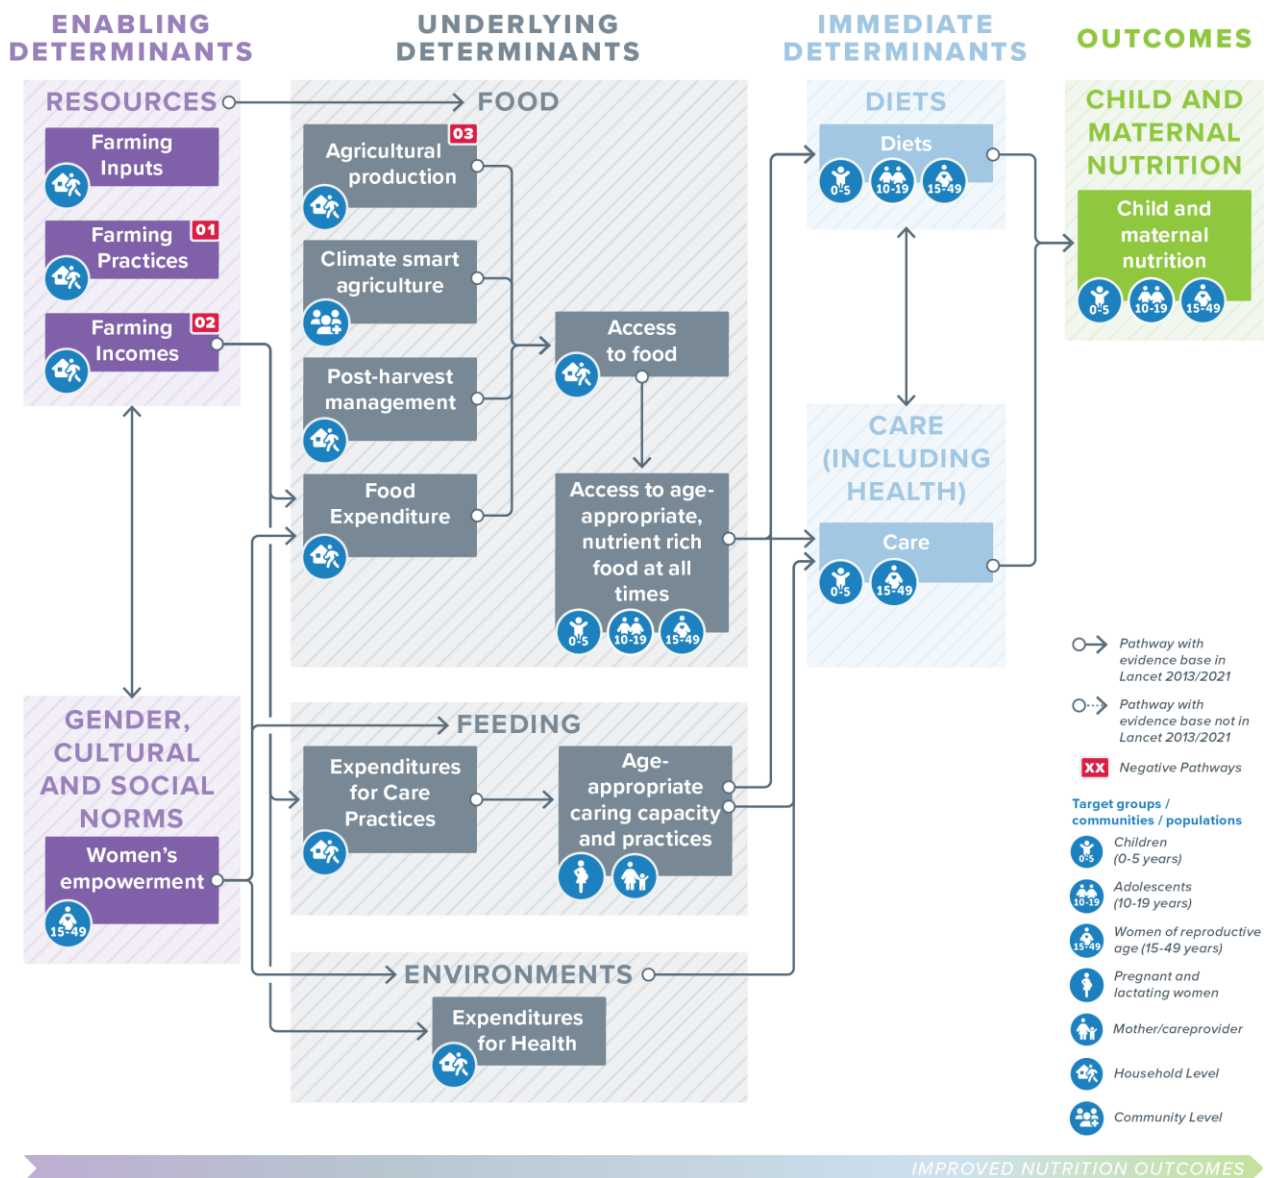 ENABLING
DETERMINANTS
UNDERLYING
DETERMINANTS
IMMEDIATE
DETERMINANTS
OUTCOMES
RESOURCES
Farming
Inputs
Farming
Practices
01
Farming
Incomes
02
GENDER,
CULTURAL
AND SOCIAL
NORMS
Women's
empowerment
15-49
FOOD
Agricultural
production
03
Climate smart
agriculture
Post-harvest
management
Food
Expenditure
Access
to food
Access to age-
appropriate,
nutrient rich
food at all
times
0-5
10-19
15-49
FEEDING
Expenditures
for Care
Practices
Age-
appropriate
caring capacity
and practices
ENVIRONMENTS
Expenditures
for Health
DIETS
Diets
0-5
10-19
15-49
CARE
(INCLUDING
HEALTH)
Care
0-5
15-49
CHILD AND
MATERNAL
NUTRITION
Child and
maternal
nutrition
0-5
10-19
15-49
Pathway with
evidence base in
Lancet 2013/2021
Pathway with
evidence base not in
Lancet 2013/2021
XX Negative Pathways
Target groups /
communities / populations
0-5
Children
(0-5 years)
10-19
Adolescents
(10-19 years)
15-49
Women of reproductive
age (15-49 years)
Pregnant and
lactating women
Mother/careprovider
Household Level
Community Level
IMPROVED NUTRITION OUTCOMES